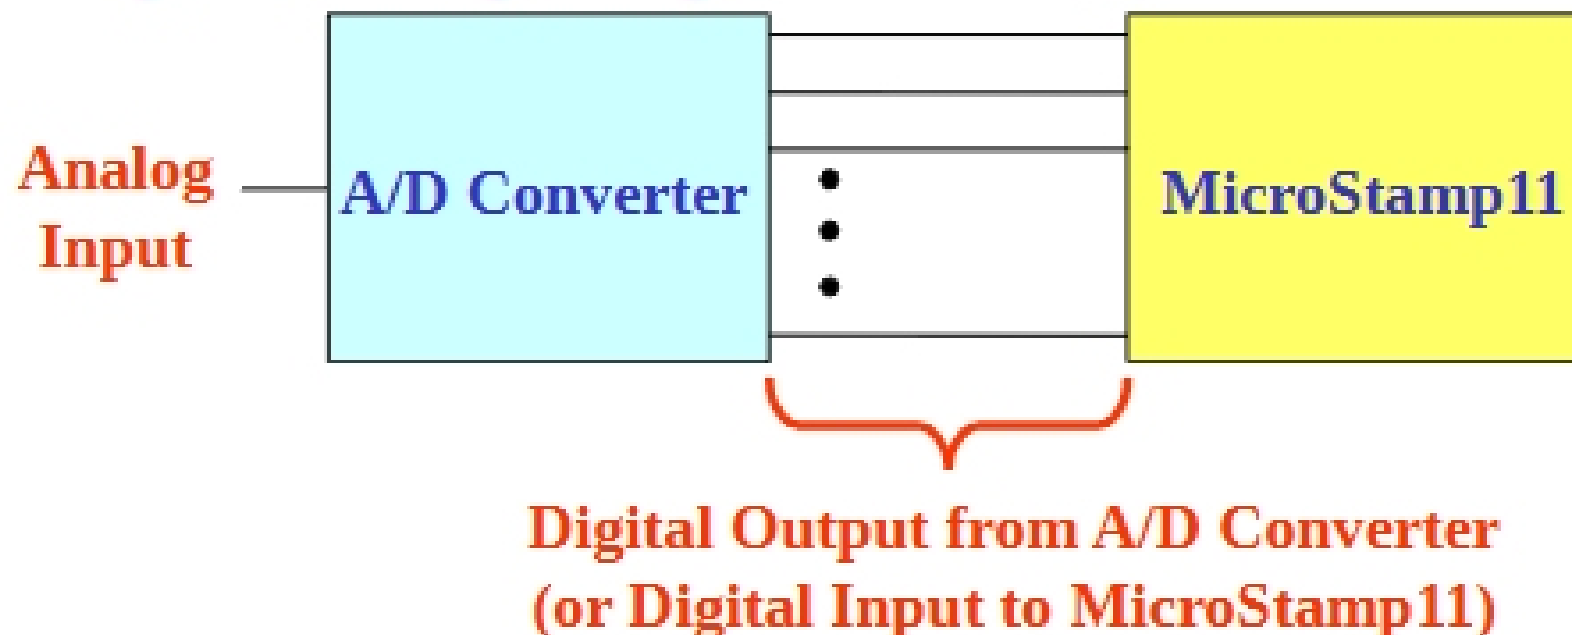 Analog
Input
A/D Converter
MicroStamp11
Digital Output from A/D Converter
(or Digital Input to MicroStamp11)